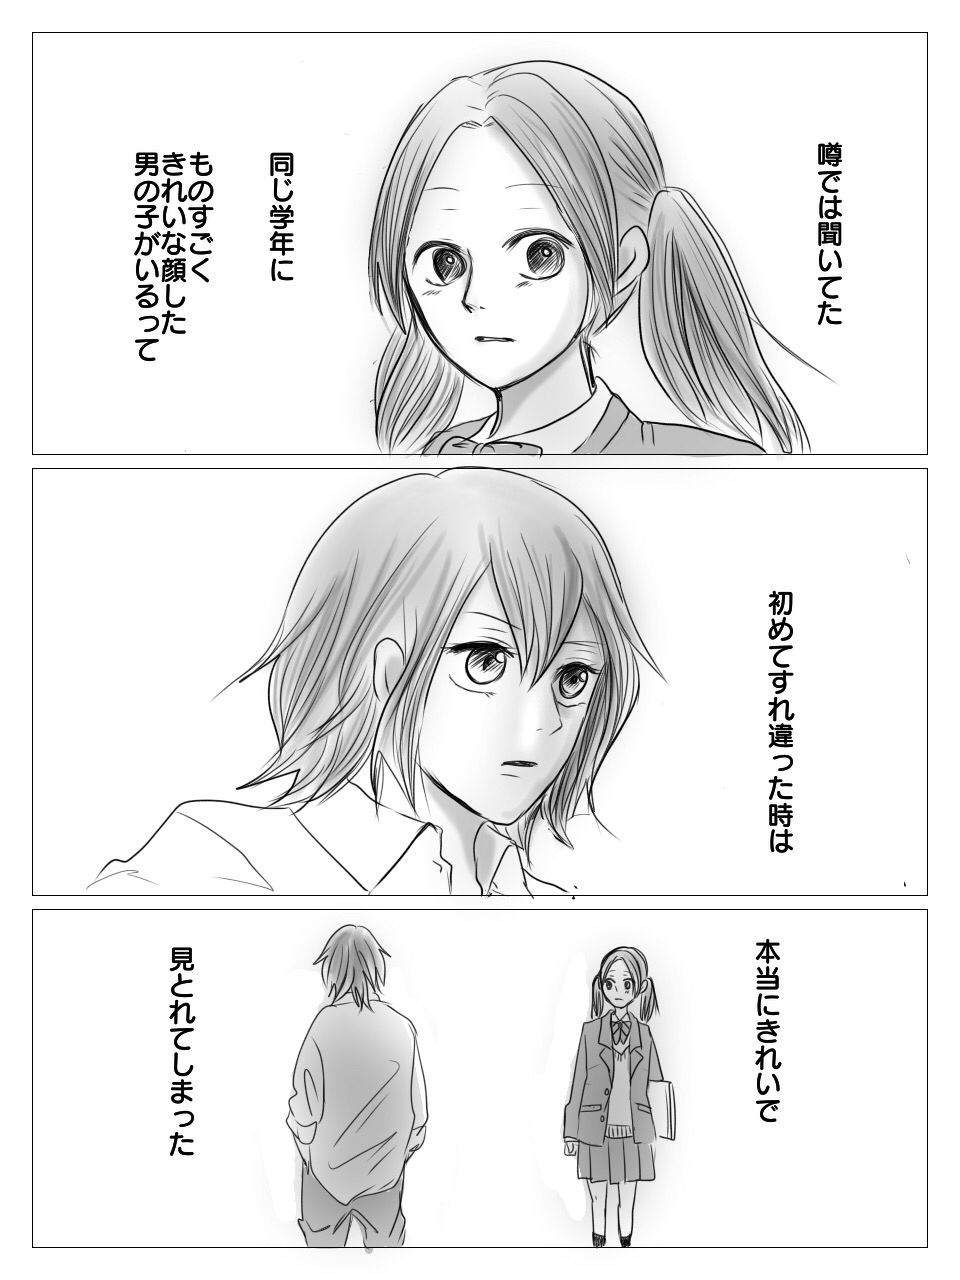 噂では聞いてた
同じ学年に
ものすごく
きれいな顔した
男の子がいるって
初めてすれ違った時は
本当にきれいで
見とれてしまった